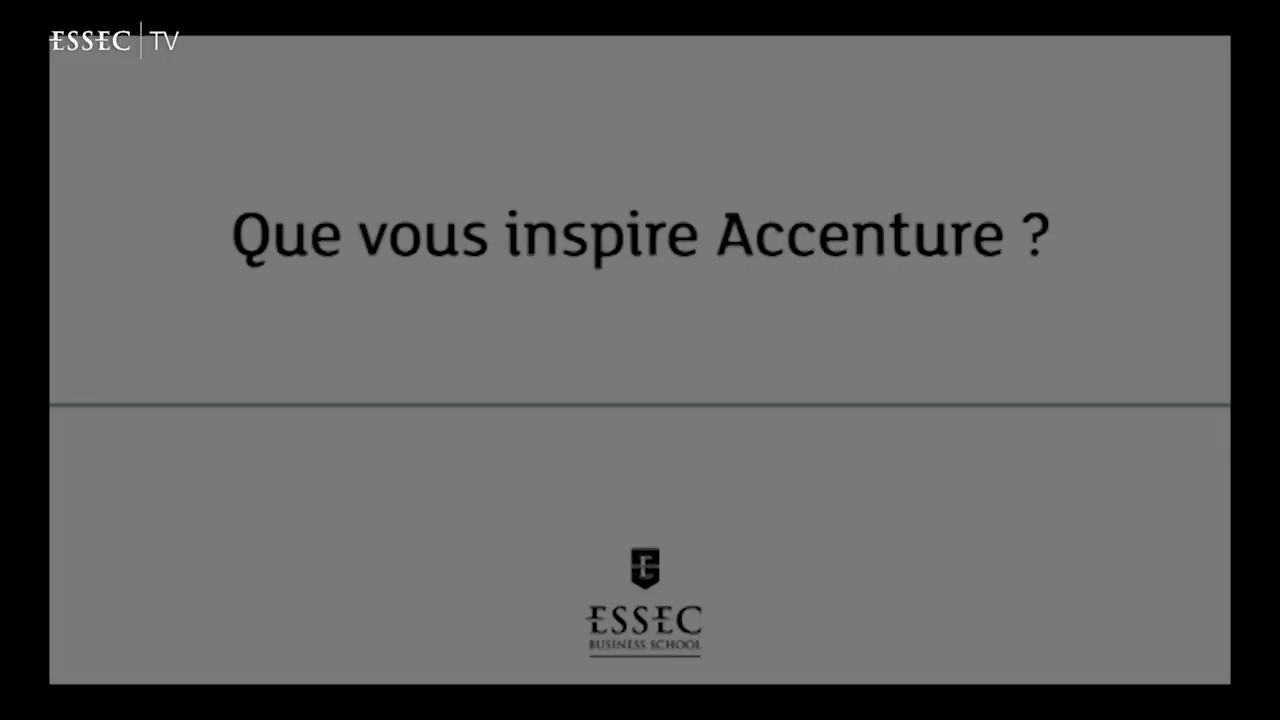 ESSEC | TV
Que vous inspire Accenture ?
E
ESSEC
BUSINESS SCHOOL